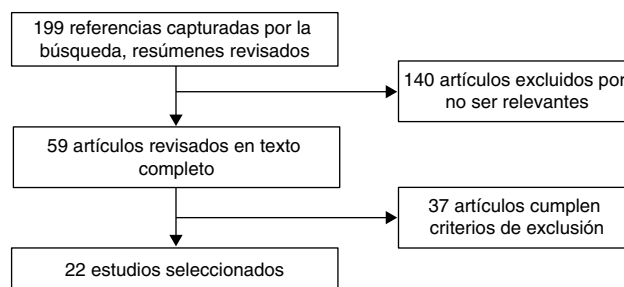 199 referencias capturadas por la
búsqueda, resúmenes revisados
140 artículos excluidos por
no ser relevantes
59 artículos revisados en texto
completo
37 artículos cumplen
criterios de exclusión
22 estudios seleccionados